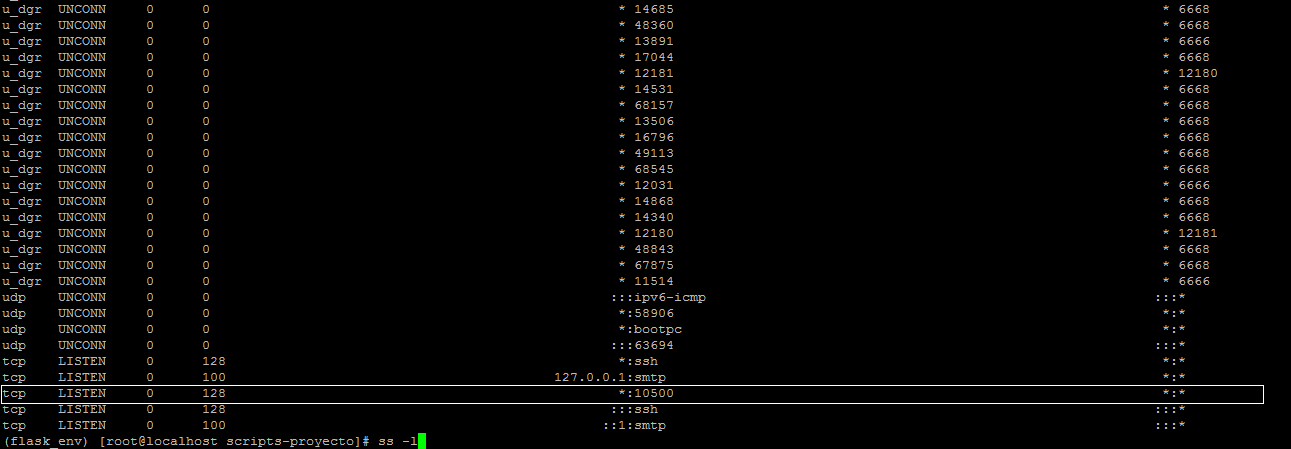 u_dgr UNCONN 0 0 * 14685 * 6668
u_dgr UNCONN 0 0 * 48360 * 6668
u_dgr UNCONN 0 0 * 13891 * 6666
u_dgr UNCONN 0 0 * 17044 * 6668
u_dgr UNCONN 0 0 * 12181 * 12180
u_dgr UNCONN 0 0 * 14531 * 6668
u_dgr UNCONN 0 0 * 68157 * 6668
u_dgr UNCONN 0 0 * 13506 * 6668
u_dgr UNCONN 0 0 * 16796 * 6668
u_dgr UNCONN 0 0 * 49113 * 6668
u_dgr UNCONN 0 0 * 68545 * 6668
u_dgr UNCONN 0 0 * 12031 * 6666
u_dgr UNCONN 0 0 * 14868 * 6668
u_dgr UNCONN 0 0 * 14340 * 6668
u_dgr UNCONN 0 0 * 12180 * 12181
u_dgr UNCONN 0 0 * 48843 * 6668
u_dgr UNCONN 0 0 * 67875 * 6668
u_dgr UNCONN 0 0 * 11514 * 6666
udp UNCONN 0 0 :::ipv6-icmp :::*
udp UNCONN 0 0 *:58906 *:*
udp UNCONN 0 0 *:bootpc *:*
udp UNCONN 0 0 :::63694 :::*
tcp LISTEN 0 128 *:ssh *:*
tcp LISTEN 0 100 127.0.0.1:smtp *:*
tcp LISTEN 0 128 *:10500 *:*
tcp LISTEN 0 128 :::ssh :::*
tcp LISTEN 0 100 ::1:smtp :::*
(flask_env) [root@localhost scripts-proyecto]# ss -l